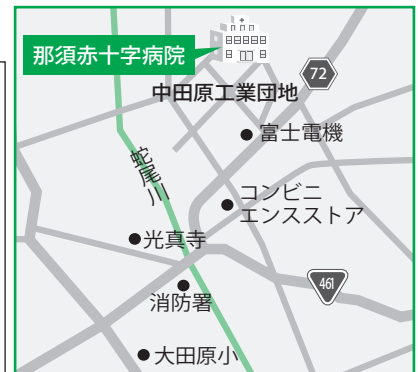 那須赤十字病院
72
中田原工業団地
富士電機
蛇尾川
コンビニ
エンスストア
光真寺
461
消防署
大田原小